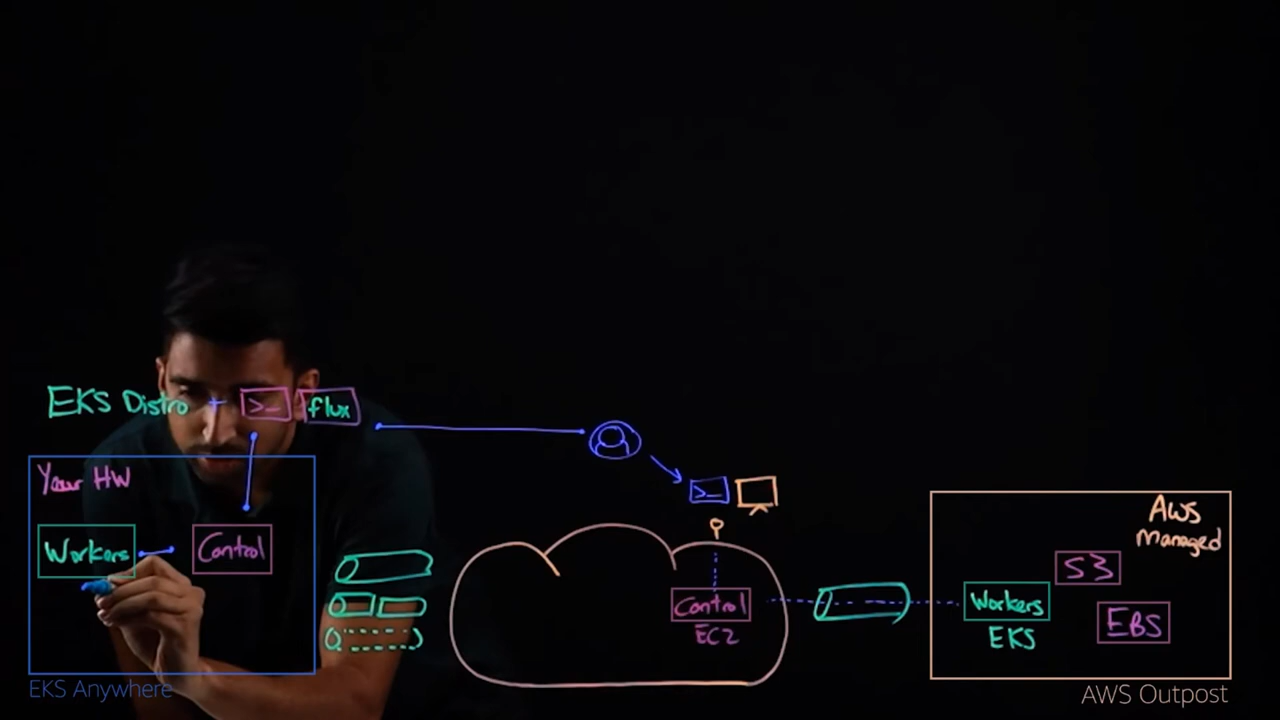 EKS Distro + >_ flux
Your HW
Workers
Control
EKS Anywhere
>_
Control
EC2
AWS
Managed
S3
Workers
EKS
EBS
AWS Outpost